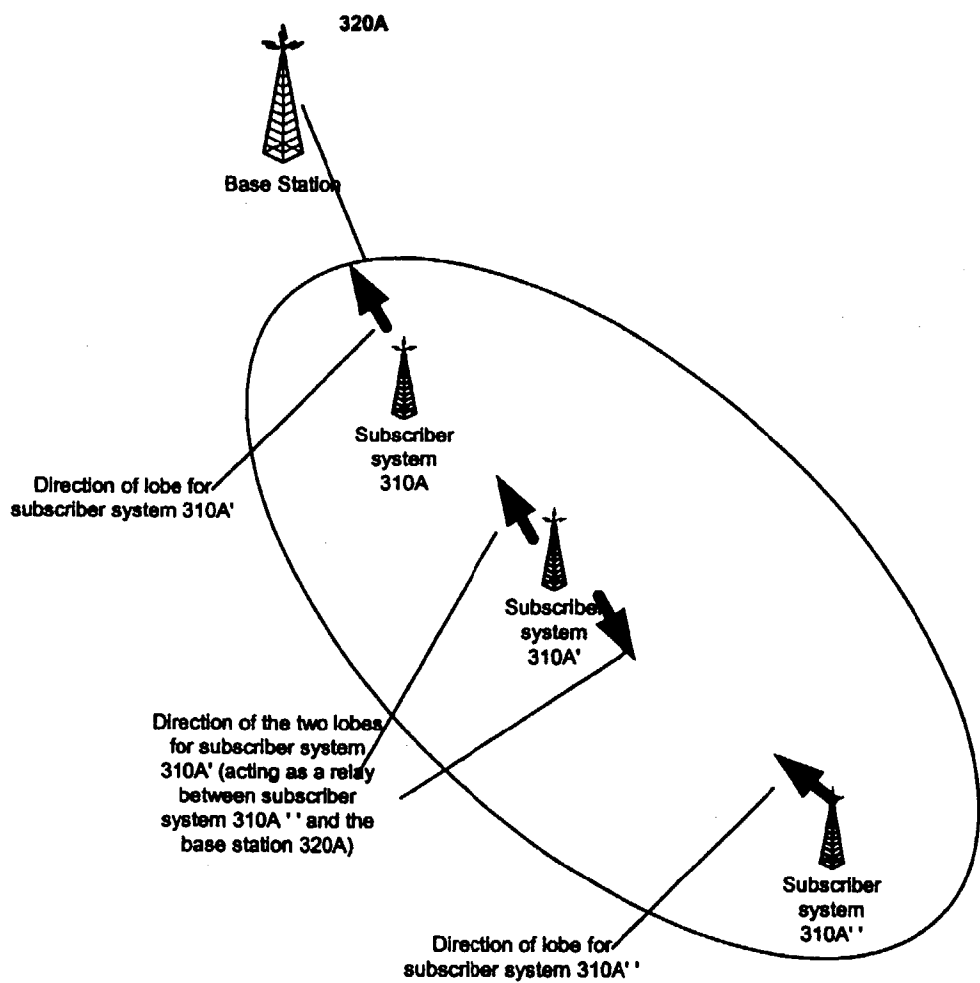 320A
Base Station
Subscriber
system
310A
Direction of lobe for
subscriber system 310A'
Subscriber
system
310A'
Direction of the two lobes
for subscriber system
310A' (acting as a relay
between subscriber
system 310A '' and the
base station 320A)
Subscriber
system
310A''
Direction of lobe for
subscriber system 310A''